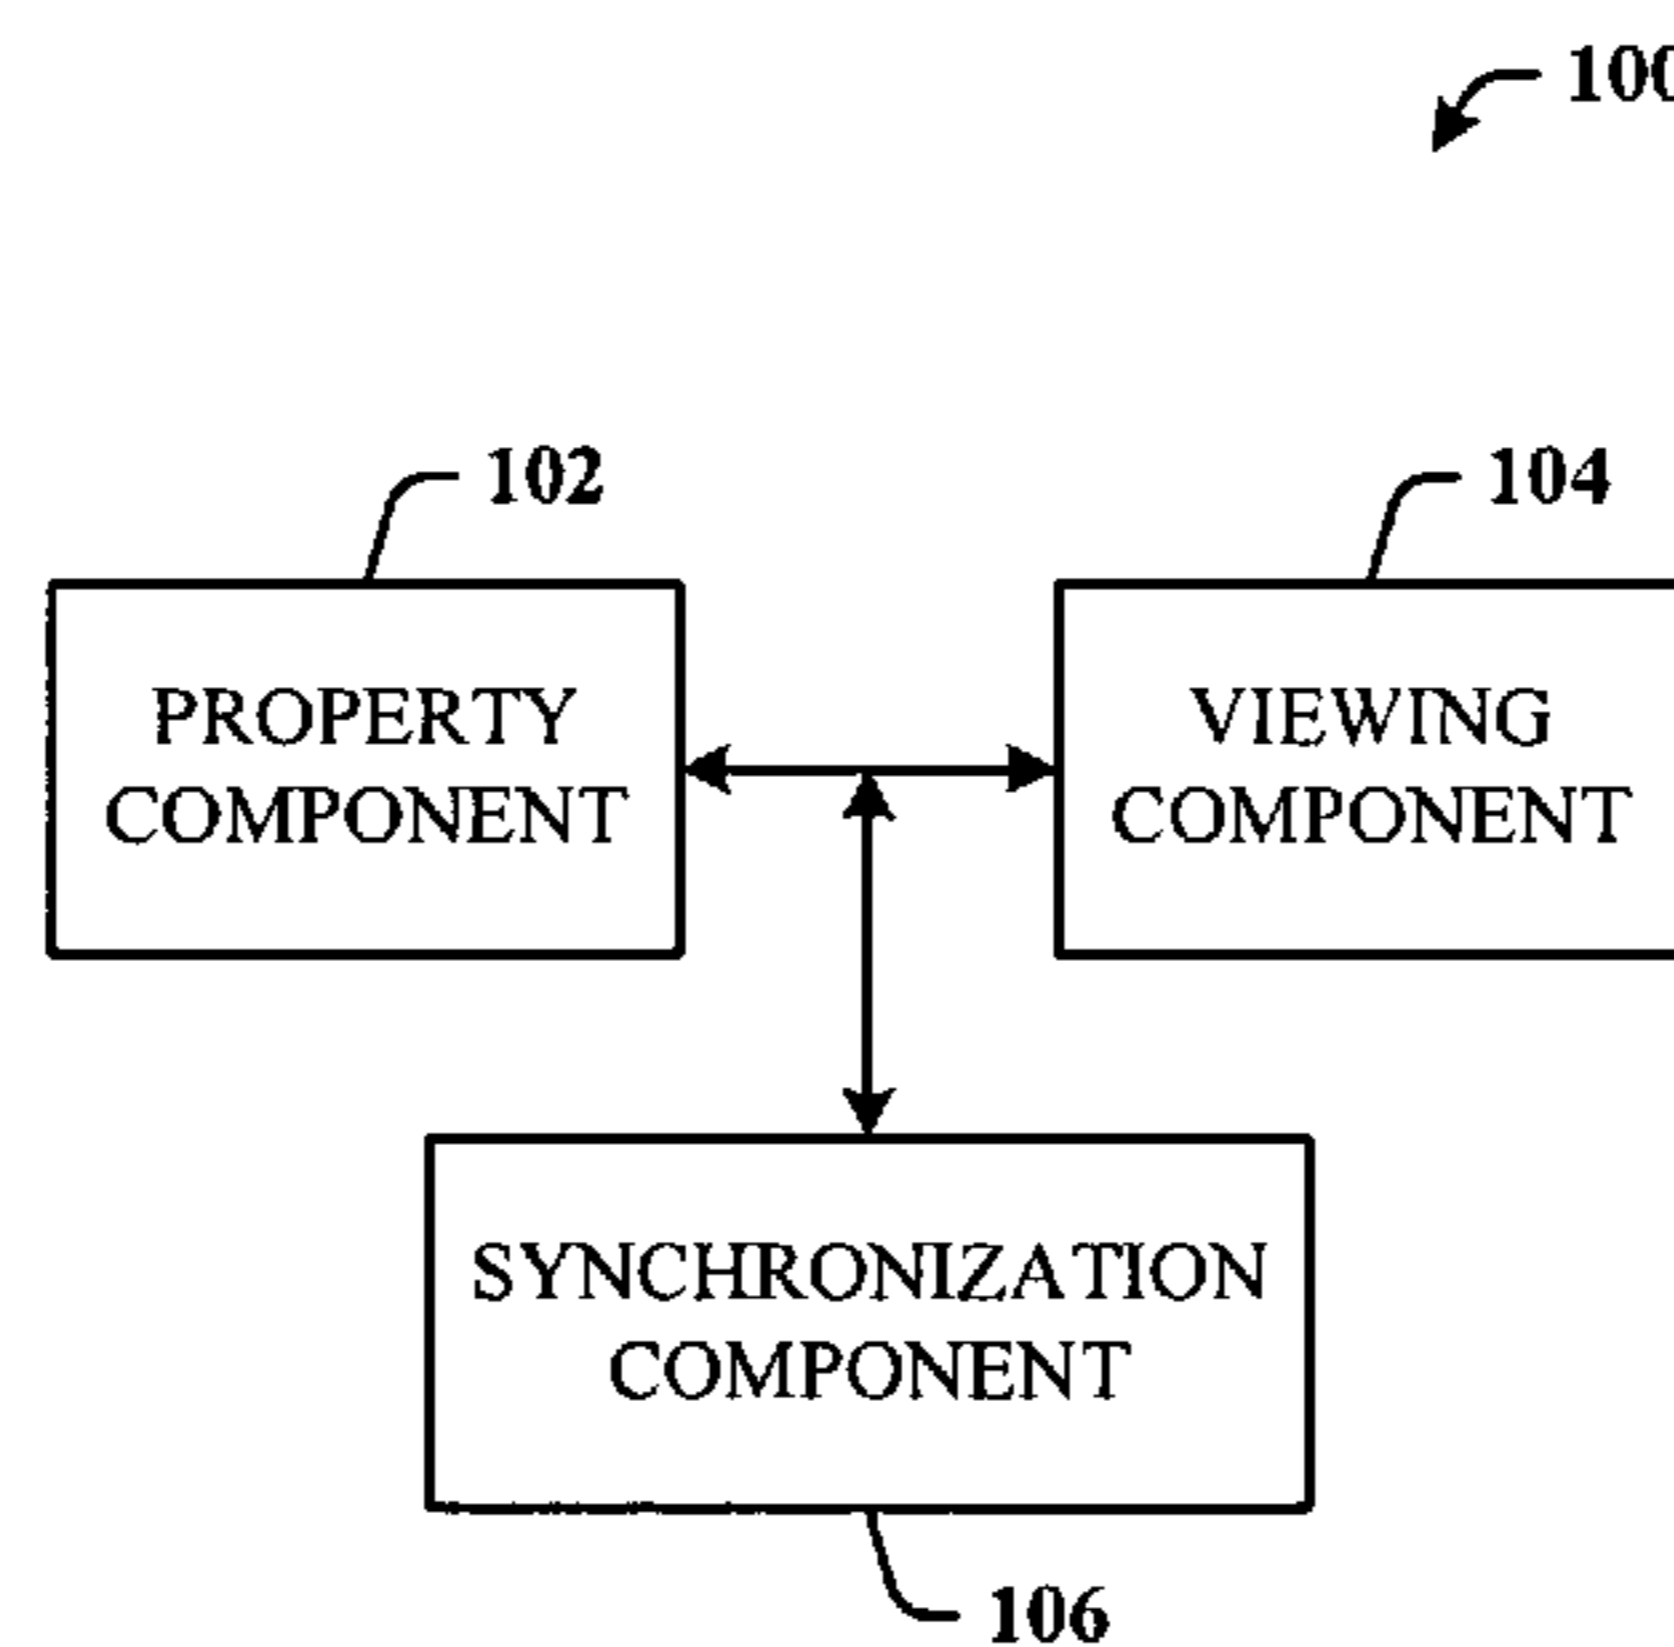 100
102
104
PROPERTY
COMPONENT
VIEWING
COMPONENT
SYNCHRONIZATION
COMPONENT
106